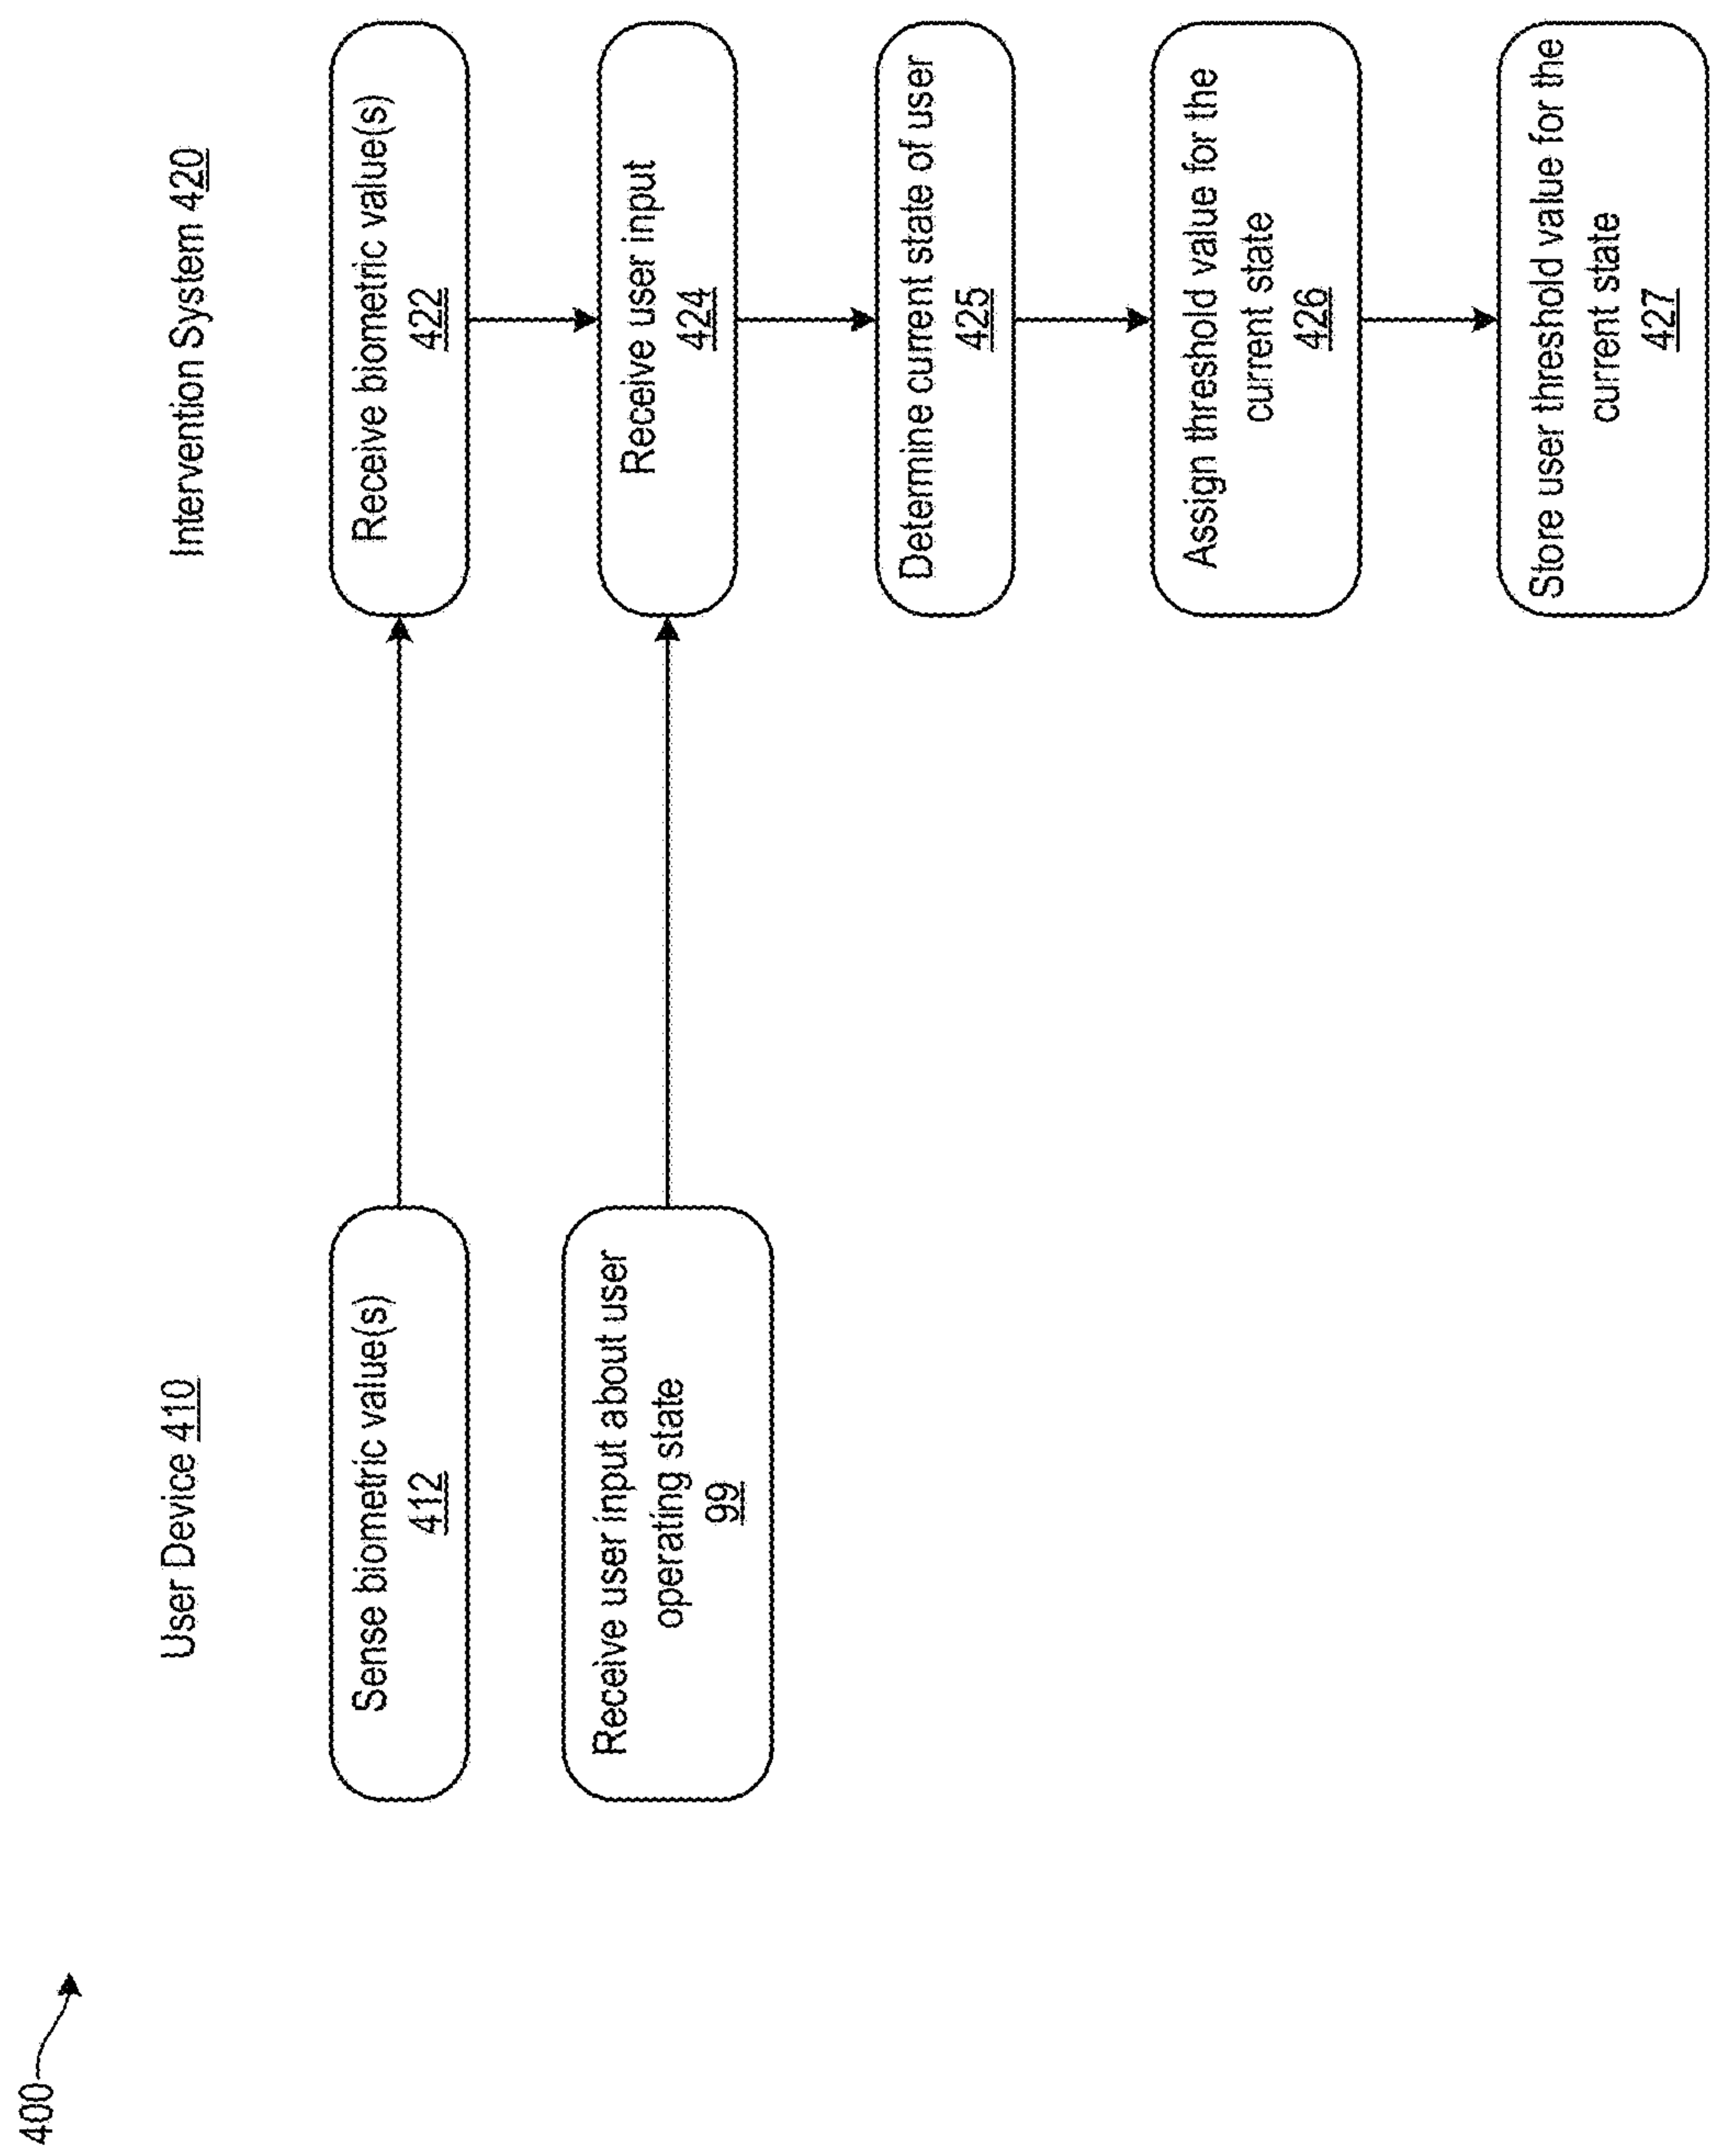 400
User Device 410
Intervention System 420
Sense biometric value(s)
412
Receive biometric value(s)
422
Receive user input about user
operating state
99
Receive user input
424
Determine current state of user
425
Assign threshold value for the
current state
426
Store user threshold value for the
current state
427